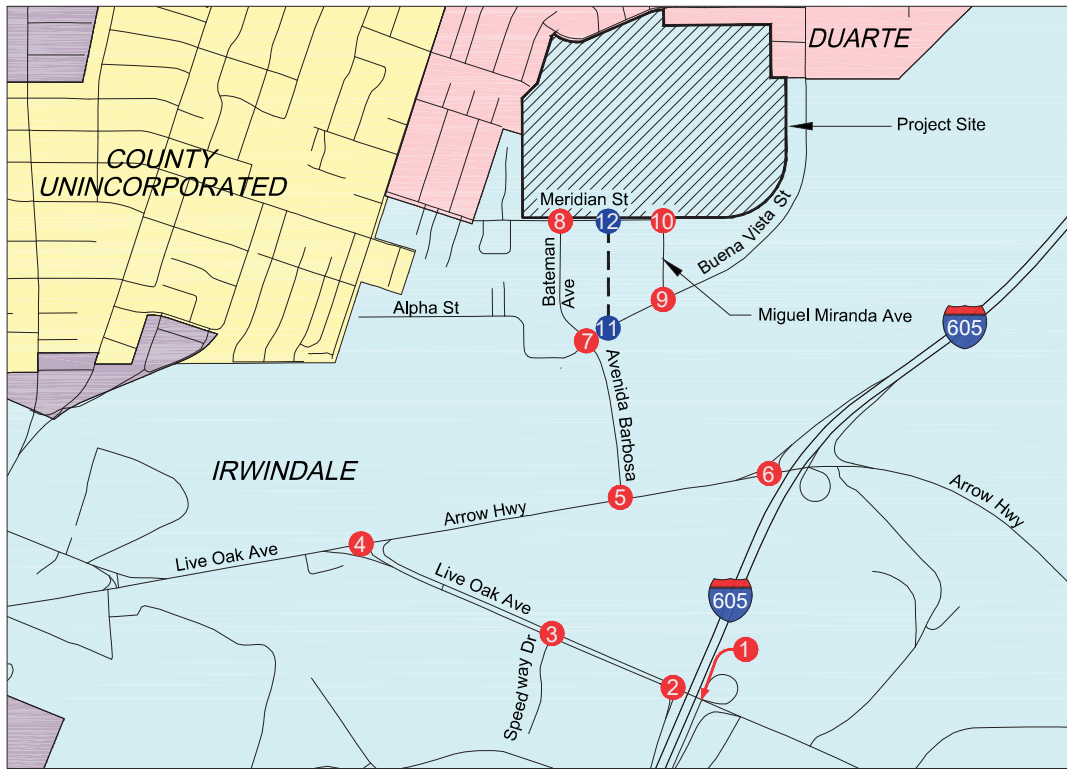 DUARTE
Project Site
COUNTY
UNINCORPORATED
Meridian St
8
12
10
Buena Vista St
Bateman
Ave
9
Miguel Miranda Ave
Alpha St
11
7
605
Avenida Barbosa
IRWINDALE
6
5
Arrow Hwy
Arrow Hwy
4
Live Oak Ave
Live Oak Ave
605
3
1
Speedway Dr
2